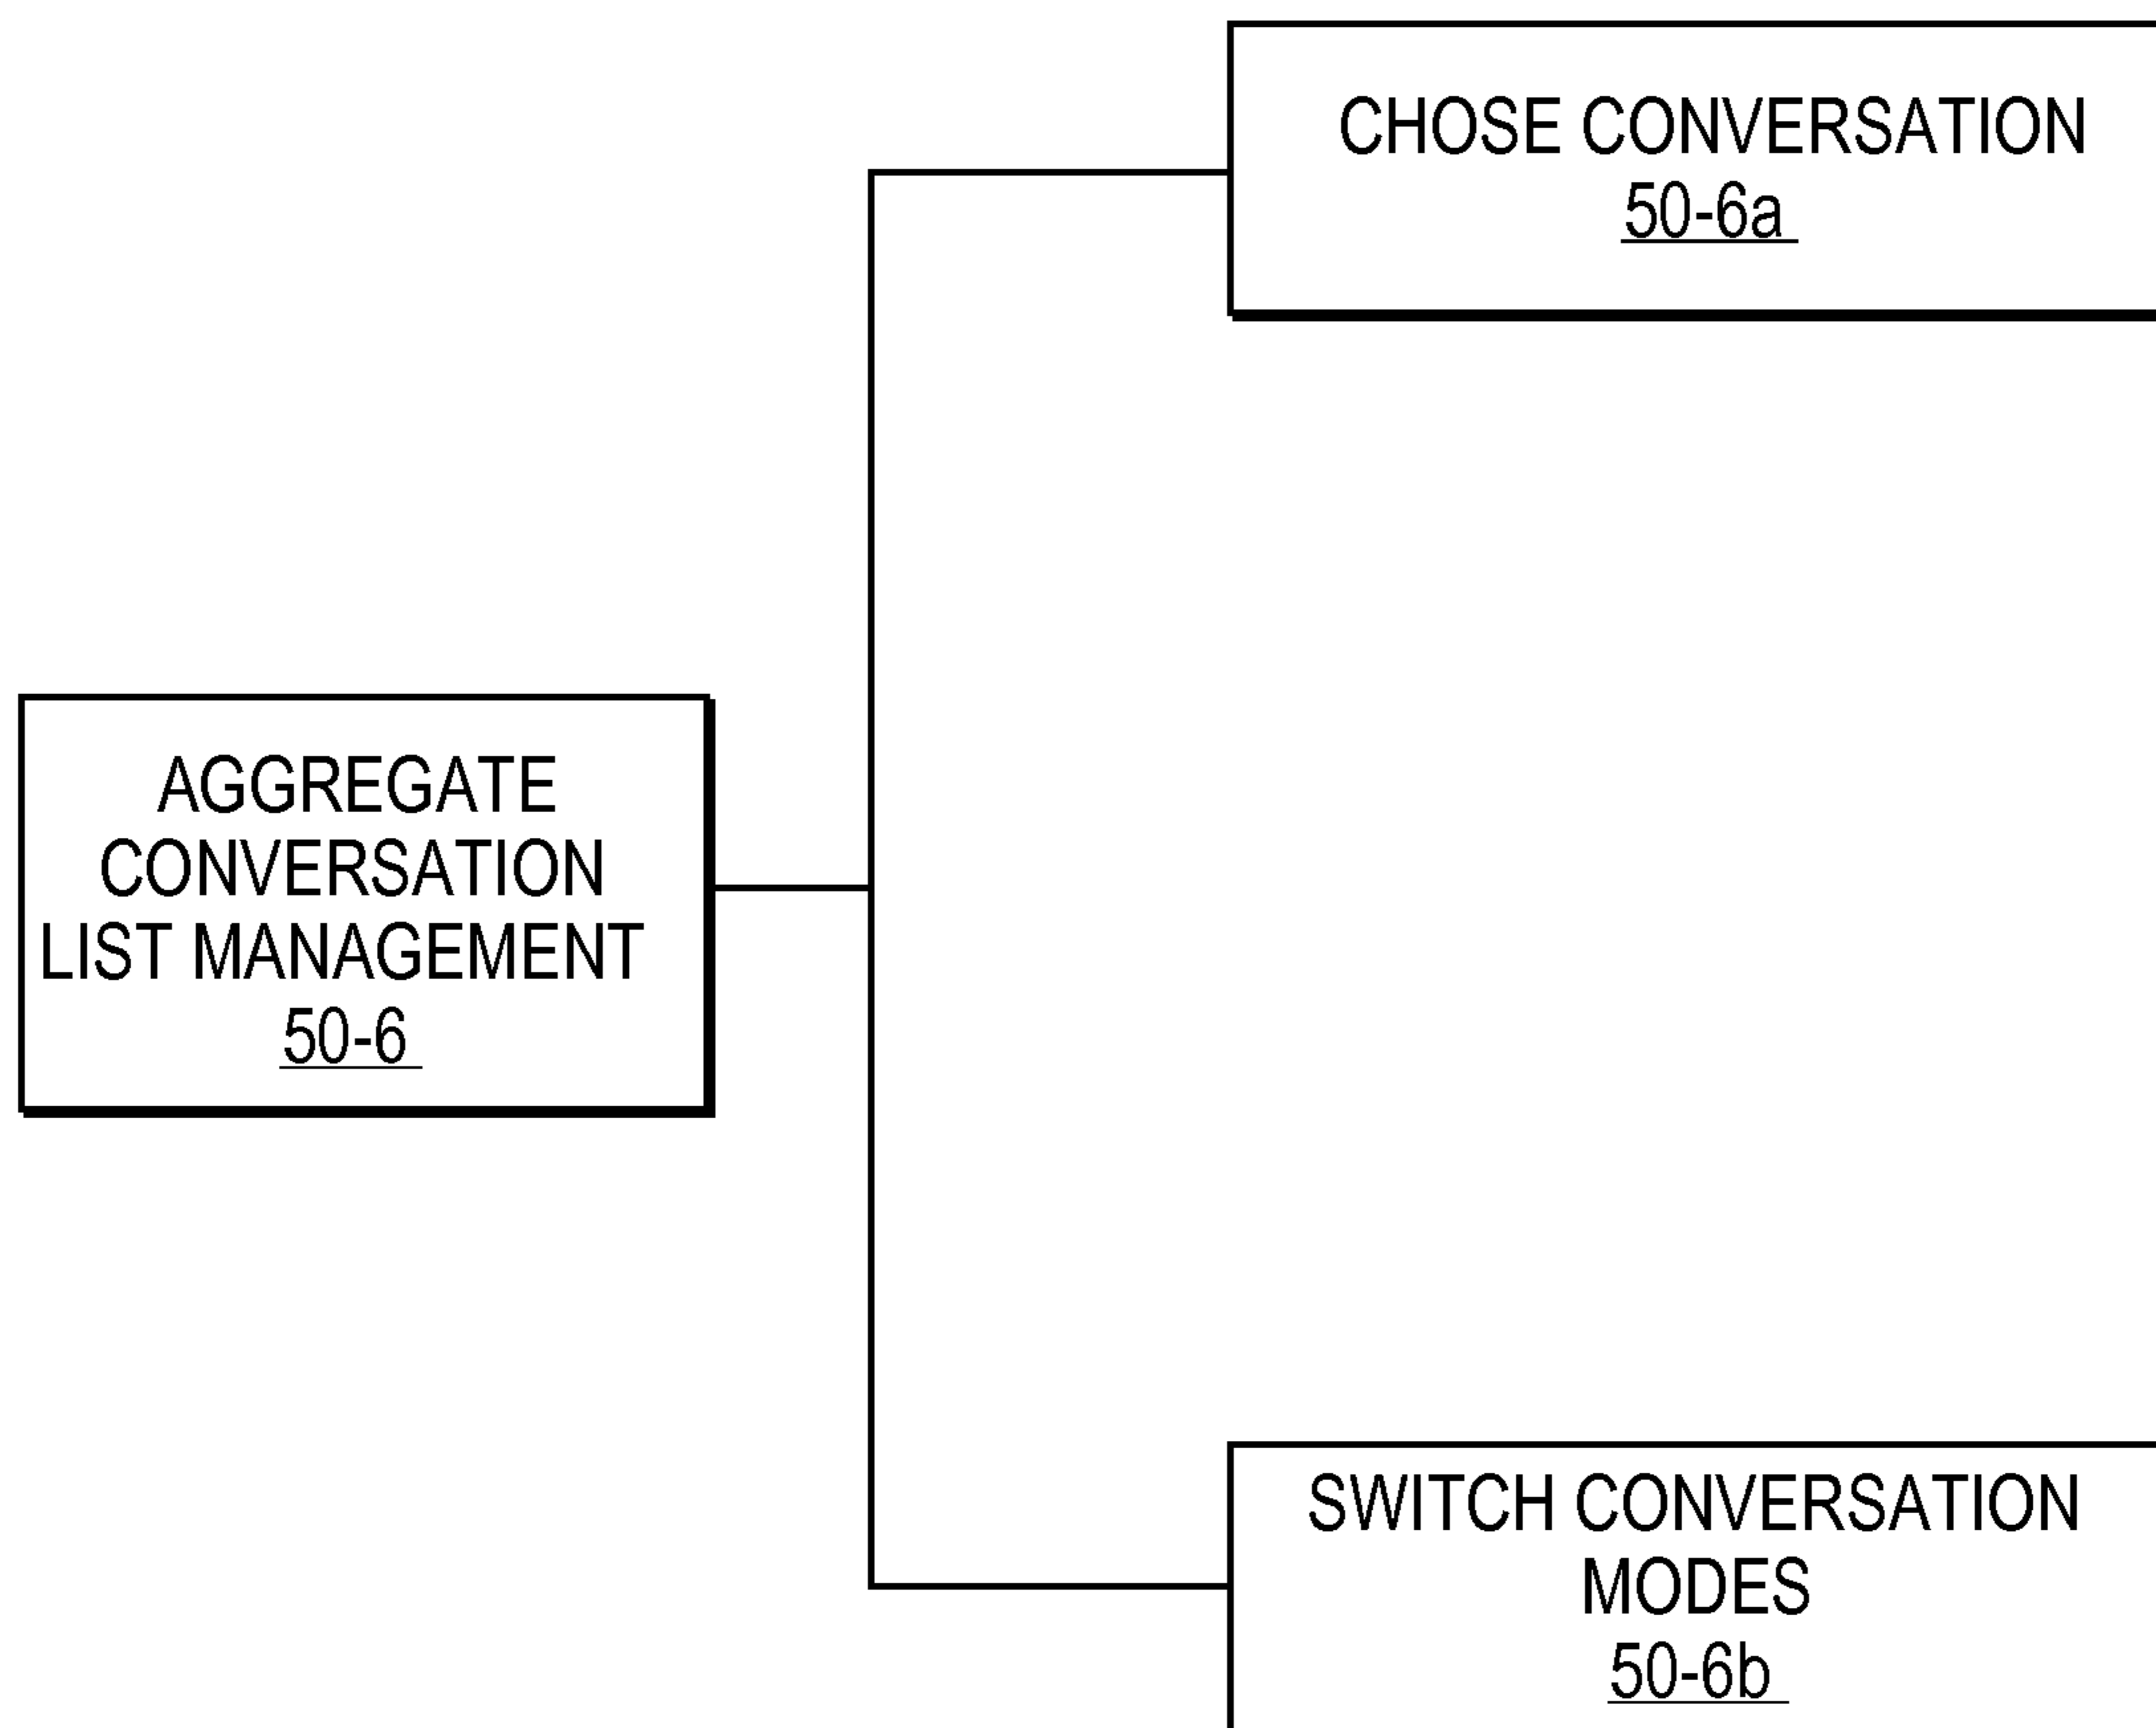 CHOSE CONVERSATION
50-6a
AGGREGATE
CONVERSATION
LIST MANAGEMENT
50-6
SWITCH CONVERSATION
MODES
50-6b